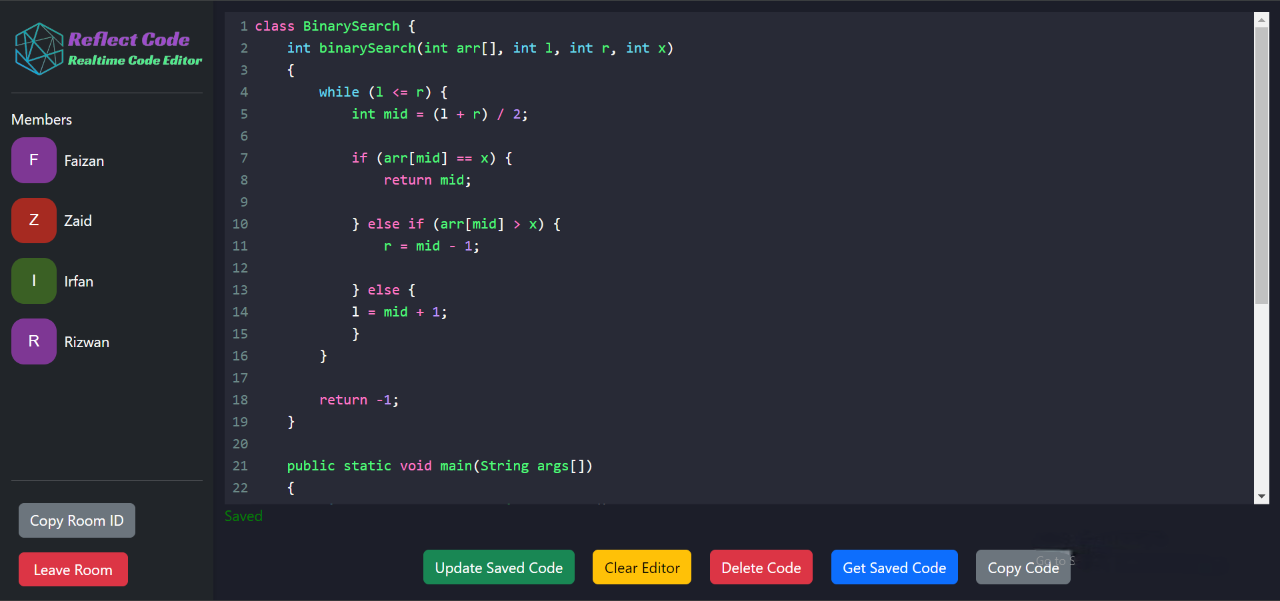 Reflect Code
Realtime Code Editor
Members
F Faizan
Z Zaid
I Irfan
R Rizwan
Copy Room ID
Leave Room
1 class BinarySearch {
2 int binarySearch(int arr[], int l, int r, int x)
3 {
4 while (l <= r) {
5 int mid = (l + r) / 2;
6
7 if (arr[mid] == x) {
8 return mid;
9
10 } else if (arr[mid] > x) {
11 r = mid - 1;
12
13 } else {
14 l = mid + 1;
15 }
16 }
17
18 return -1;
19 }
20
21 public static void main(String args[])
22 {
Saved
Update Saved Code
Clear Editor
Delete Code
Get Saved Code
Copy Code
Go to S